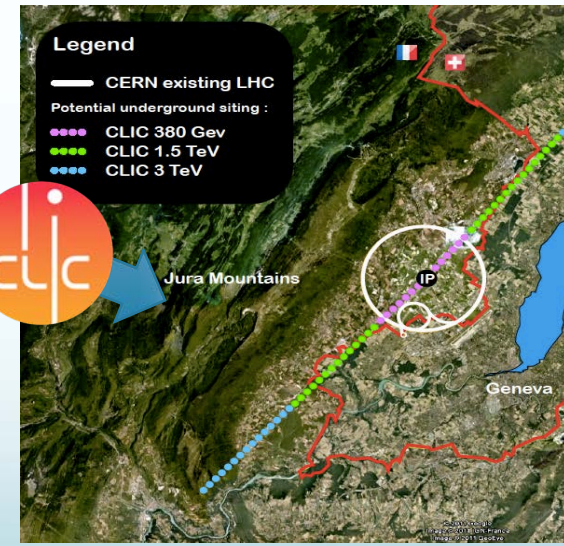 Legend
CERN existing LHC
Potential underground siting :
CLIC 380 Gev
CLIC 1.5 TeV
CLIC 3 TeV
clic
Jura Mountains
IP
Geneva